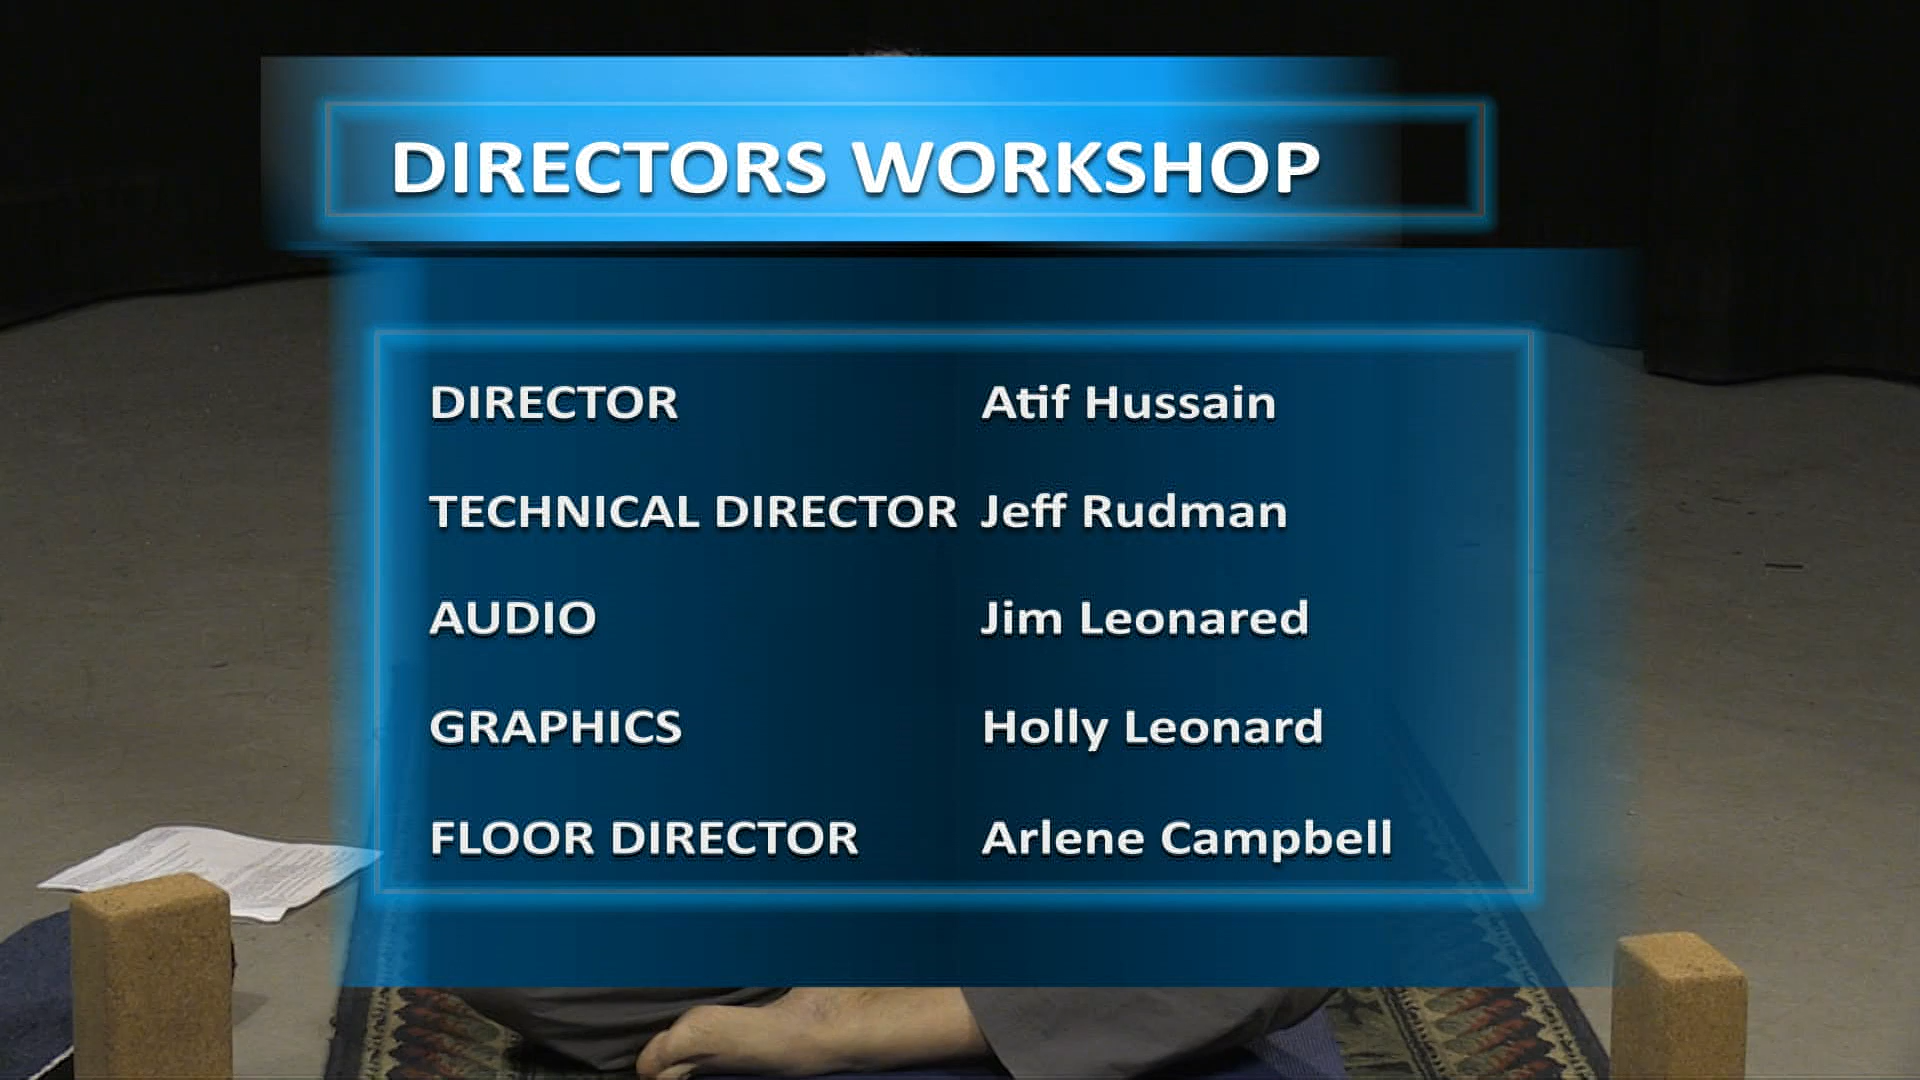 DIRECTORS WORKSHOP
DIRECTOR Atif Hussain
TECHNICAL DIRECTOR Jeff Rudman
AUDIO Jim Leonared
GRAPHICS Holly Leonard
FLOOR DIRECTOR Arlene Campbell